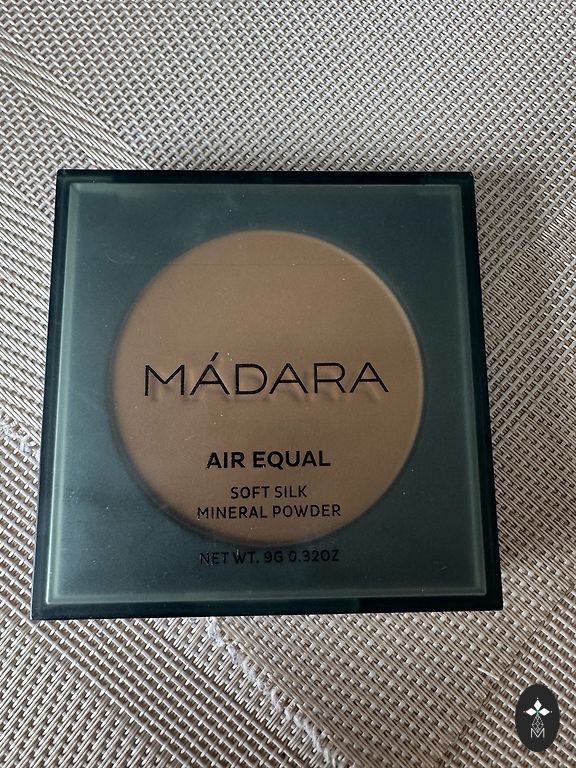 MÁDARA
AIR EQUAL
SOFT SILK
MINERAL POWDER
NET WT. 9G 0.32OZ
M